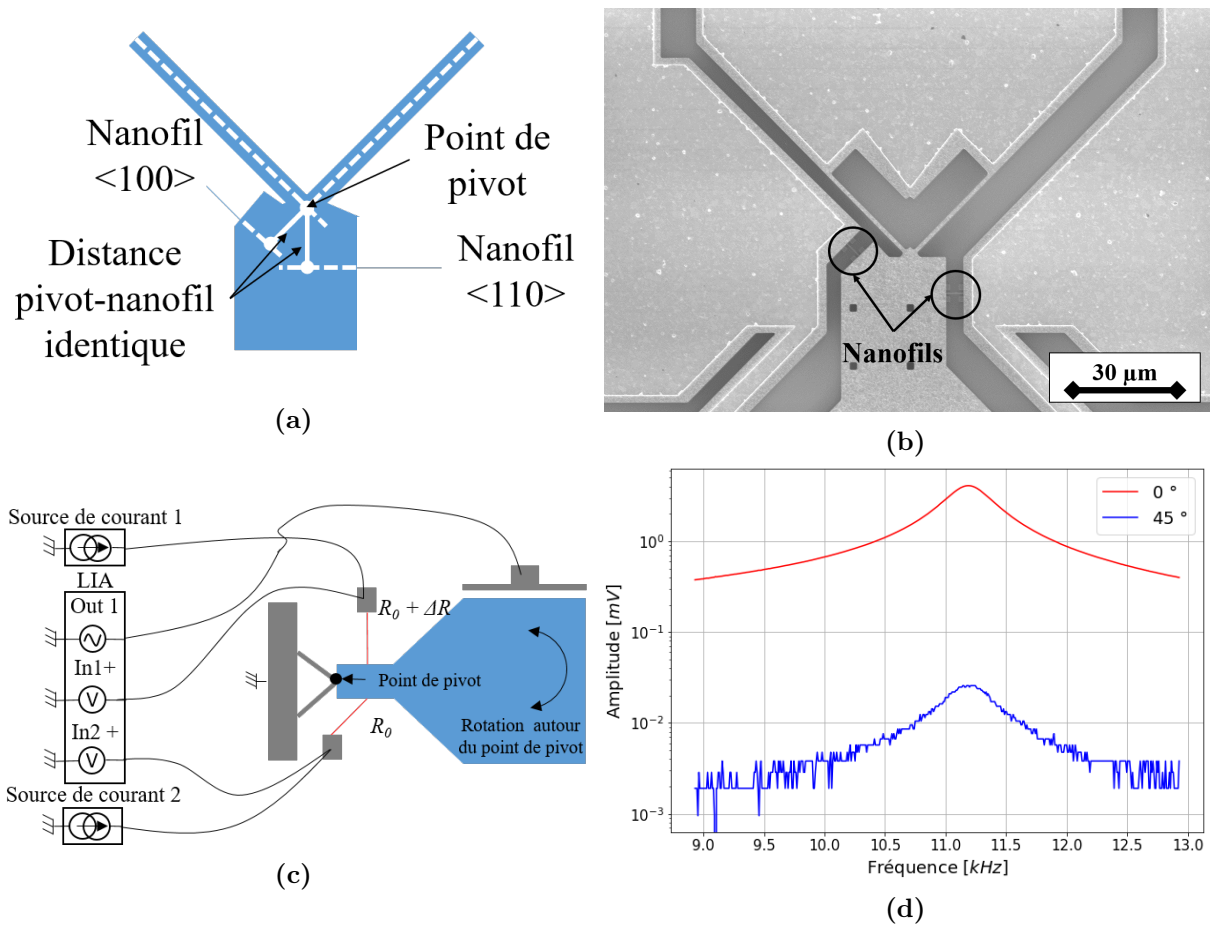 Nanofil
<100>
Point de
pivot
Distance
pivot-nanofil
identique
Nanofil
<110>
(a)
Nanofils
30 µm
(b)
Source de courant 1
LIA
Out 1
In1+
In2 +
Source de courant 2
R₀ + ΔR
Point de pivot
R₀
Rotation autour
du point de pivot
(c)
0 °
45 °
10⁰
10⁻¹
10⁻²
10⁻³
Amplitude [mV]
9.0 9.5 10.0 10.5 11.0 11.5 12.0 12.5 13.0
Fréquence [kHz]
(d)